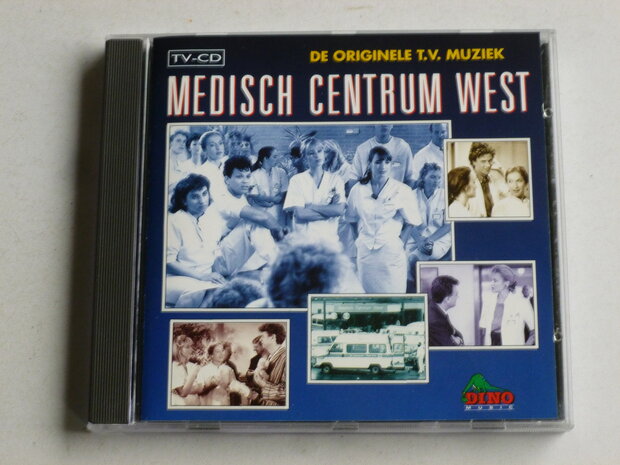 TV-CD
DE ORIGINELE T.V. MUZIEK
MEDISCH CENTRUM WEST
DINO
MUSIC